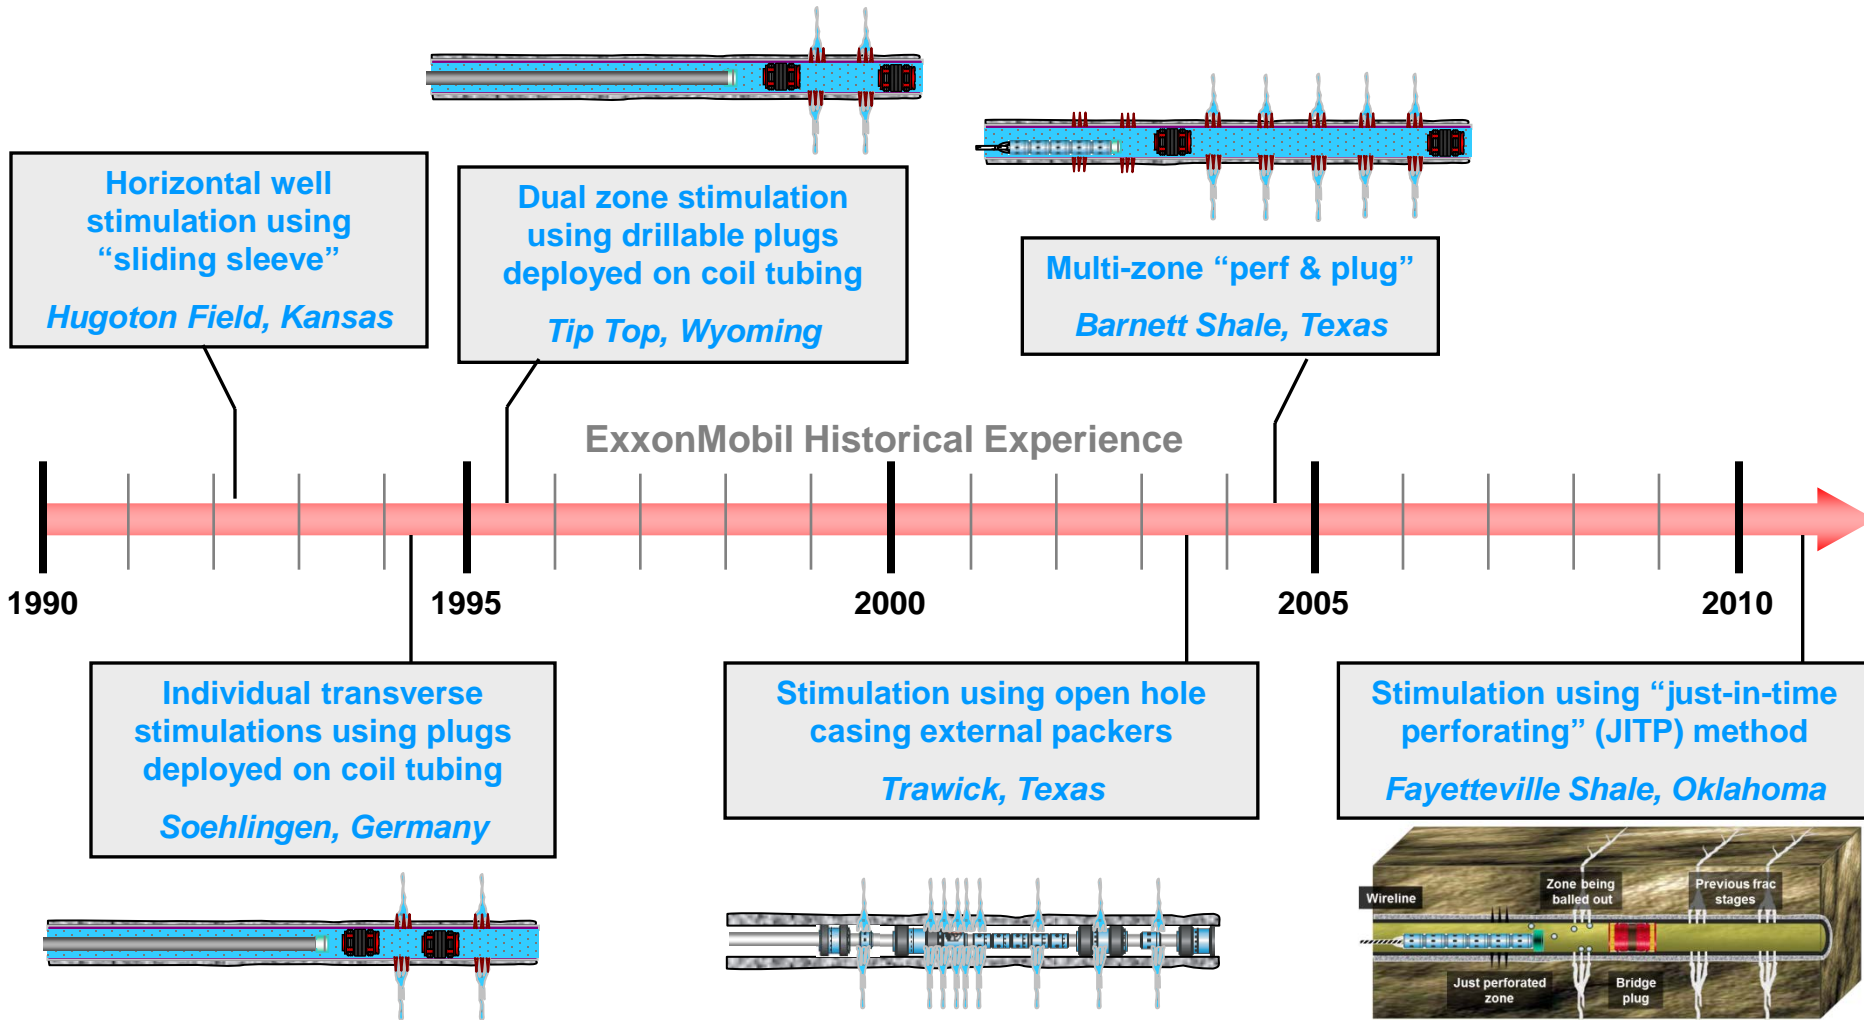 Horizontal well
stimulation using
“sliding sleeve”
Hugoton Field, Kansas
Dual zone stimulation
using drillable plugs
deployed on coil tubing
Tip Top, Wyoming
Multi-zone “perf & plug”
Barnett Shale, Texas
ExxonMobil Historical Experience
1990
1995
2000
2005
2010
Individual transverse
stimulations using plugs
deployed on coil tubing
Soehlingen, Germany
Stimulation using open hole
casing external packers
Trawick, Texas
Stimulation using “just-in-time
perforating” (JITP) method
Fayetteville Shale, Oklahoma
Wireline
Zone being
balled out
Previous frac
stages
Just perforated
zone
Bridge
plug